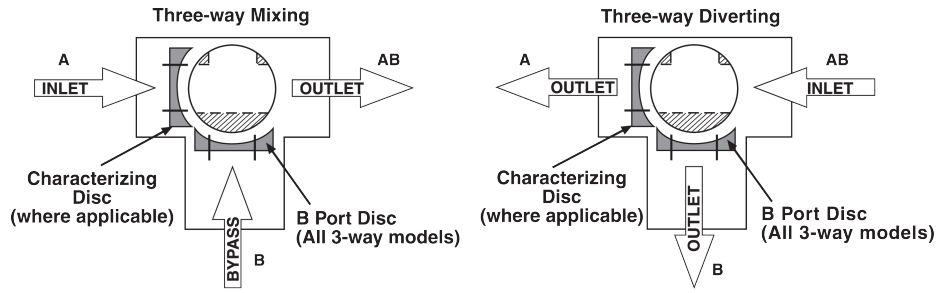 Three-way Mixing
A
INLET
AB
OUTLET
Characterizing
Disc
(where applicable)
BYPASS
B
B Port Disc
(All 3-way models)
Three-way Diverting
A
OUTLET
AB
INLET
Characterizing
Disc
(where applicable)
OUTLET
B
B Port Disc
(All 3-way models)